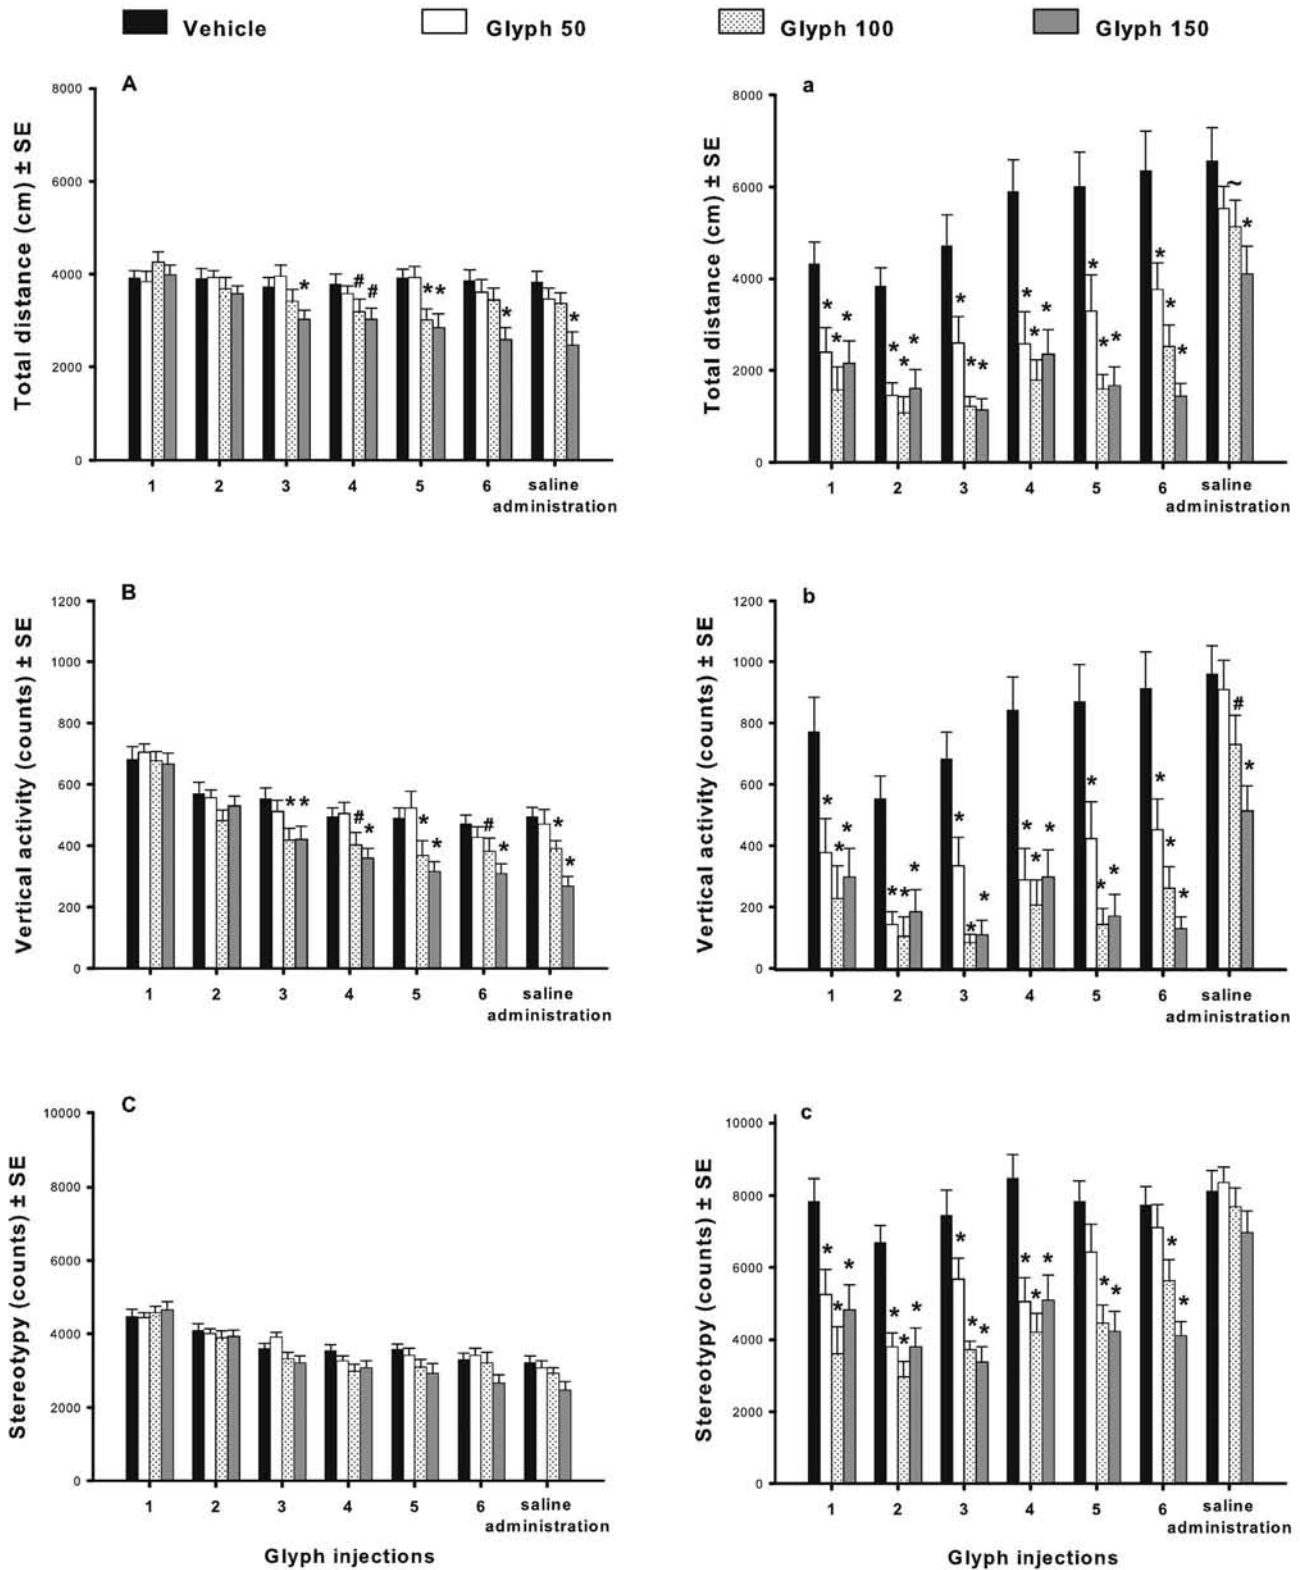 Vehicle Glyph 50 Glyph 100 Glyph 150
A
Total distance (cm) ± SE
8000
6000
4000
2000
0
*
#
#
* *
*
*
1 2 3 4 5 6 saline
administration
a
Total distance (cm) ± SE
8000
6000
4000
2000
0
* * *
* * *
* * *
* * *
* * *
* * *
~ *
1 2 3 4 5 6 saline
administration
B
Vertical activity (counts) ± SE
1200
1000
800
600
400
200
0
* *
# *
* *
# *
* *
1 2 3 4 5 6 saline
administration
b
Vertical activity (counts) ± SE
1200
1000
800
600
400
200
0
* * *
* * *
* * *
* * *
* * *
* * *
# *
1 2 3 4 5 6 saline
administration
C
Stereotypy (counts) ± SE
10000
8000
6000
4000
2000
0
1 2 3 4 5 6 saline
administration
Glyph injections
c
Stereotypy (counts) ± SE
10000
8000
6000
4000
2000
0
* * *
* * *
* * *
* * *
* *
* *
1 2 3 4 5 6 saline
administration
Glyph injections